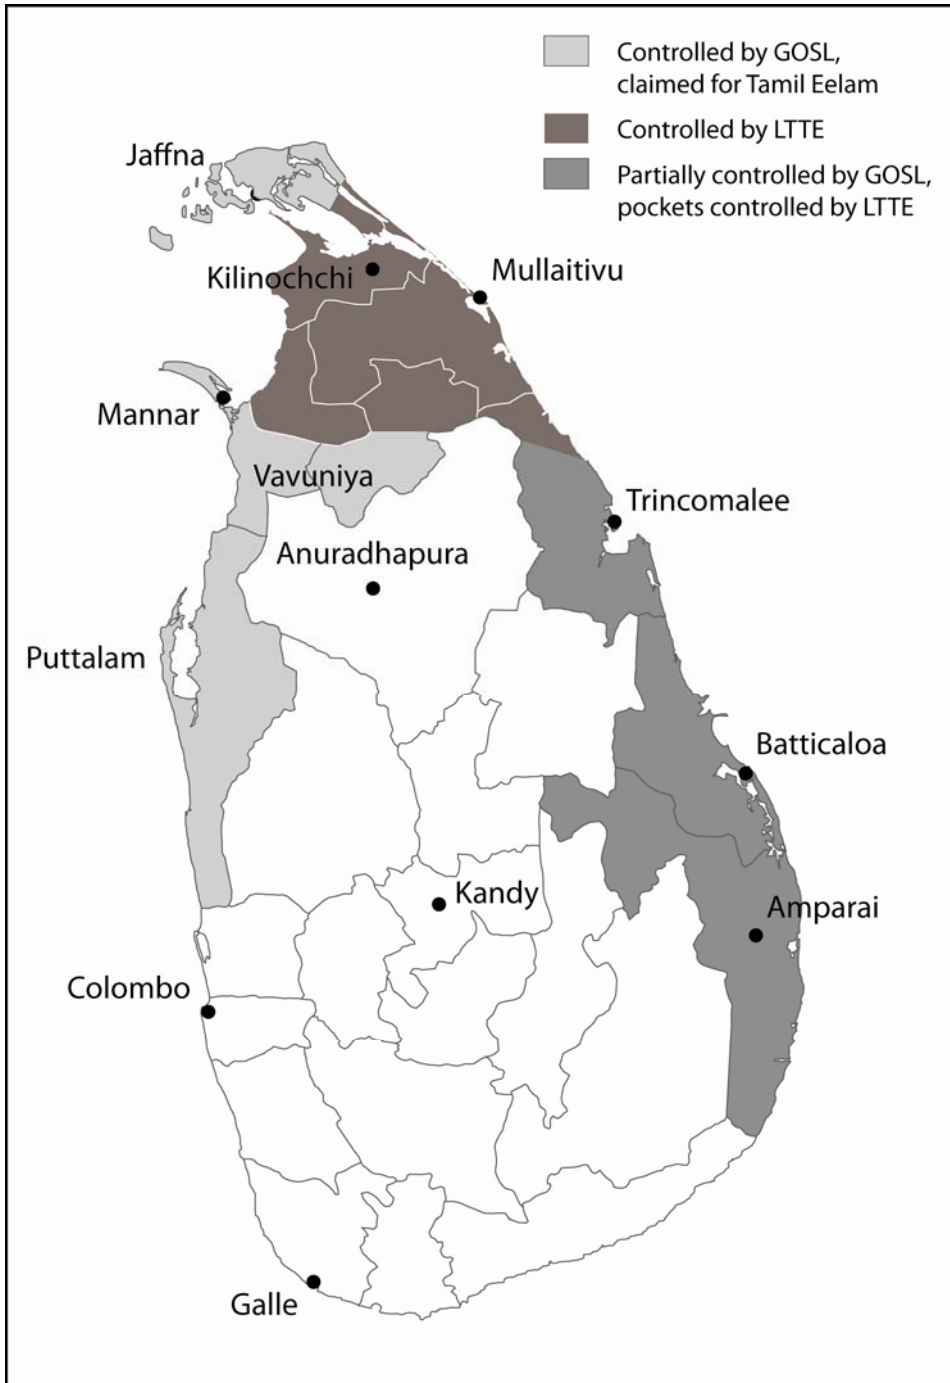 Controlled by GOSL,
claimed for Tamil Eelam
Controlled by LTTE
Partially controlled by GOSL,
pockets controlled by LTTE
Jaffna
Kilinochchi
Mullaitivu
Mannar
Vavuniya
Trincomalee
Anuradhapura
Puttalam
Batticaloa
Kandy
Amparai
Colombo
Galle